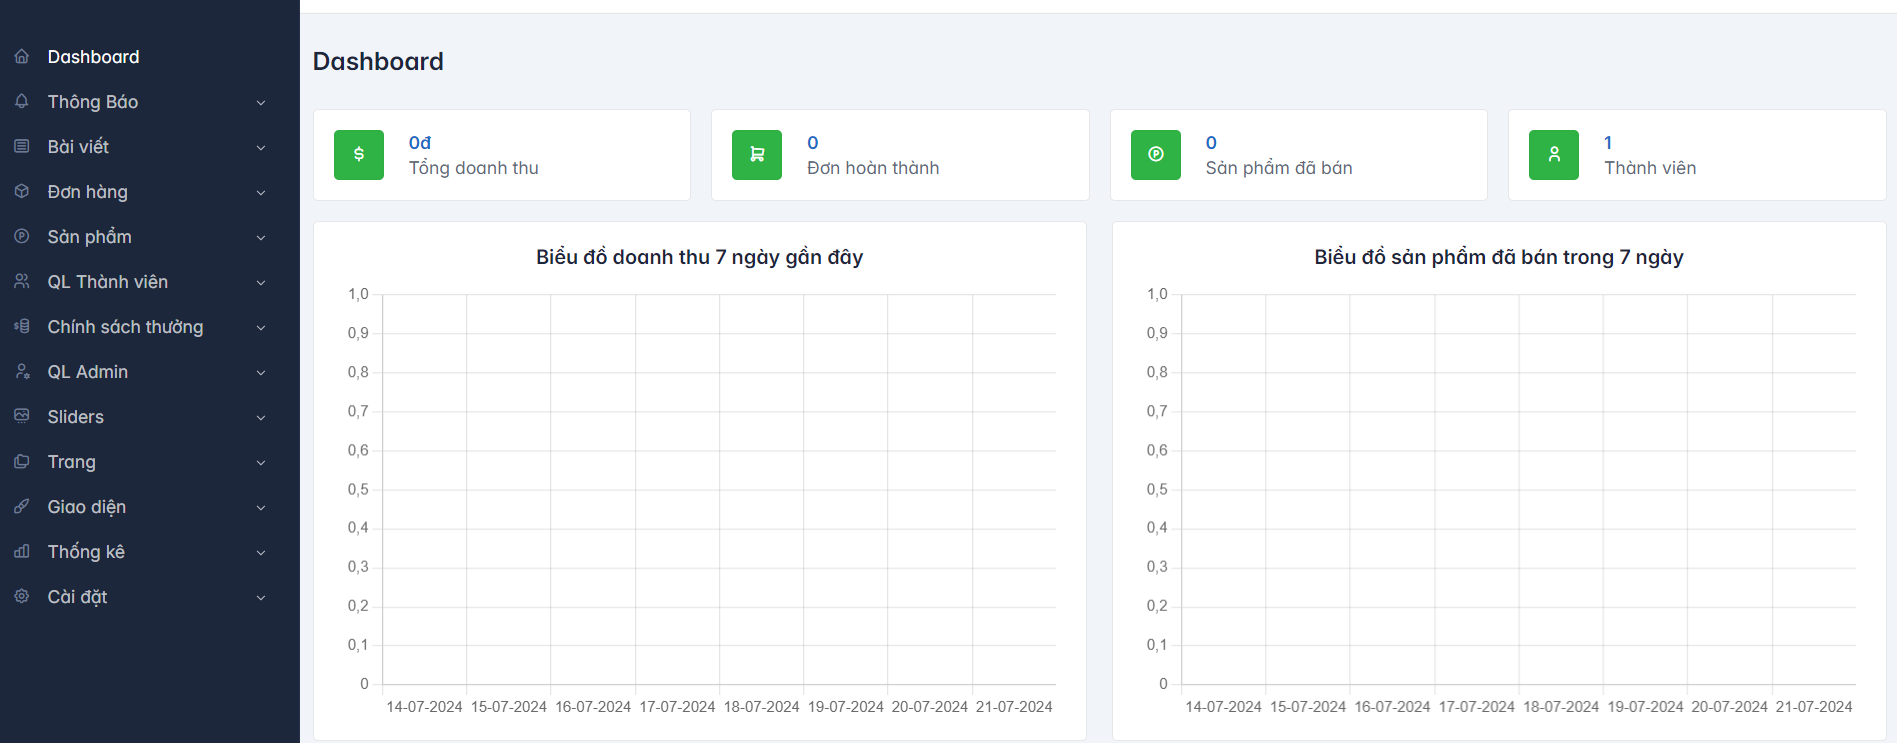 Dashboard
Thông Báo
Bài viết
Đơn hàng
Sản phẩm
QL Thành viên
Chính sách thưởng
QL Admin
Sliders
Trang
Giao diện
Thống kê
Cài đặt
Dashboard
$
0đ
Tổng doanh thu
0
Đơn hoàn thành
0
Sản phẩm đã bán
1
Thành viên
Biểu đồ doanh thu 7 ngày gần đây
1,0
0,9
0,8
0,7
0,6
0,5
0,4
0,3
0,2
0,1
0
14-07-2024 15-07-2024 16-07-2024 17-07-2024 18-07-2024 19-07-2024 20-07-2024 21-07-2024
Biểu đồ sản phẩm đã bán trong 7 ngày
1,0
0,9
0,8
0,7
0,6
0,5
0,4
0,3
0,2
0,1
0
14-07-2024 15-07-2024 16-07-2024 17-07-2024 18-07-2024 19-07-2024 20-07-2024 21-07-2024